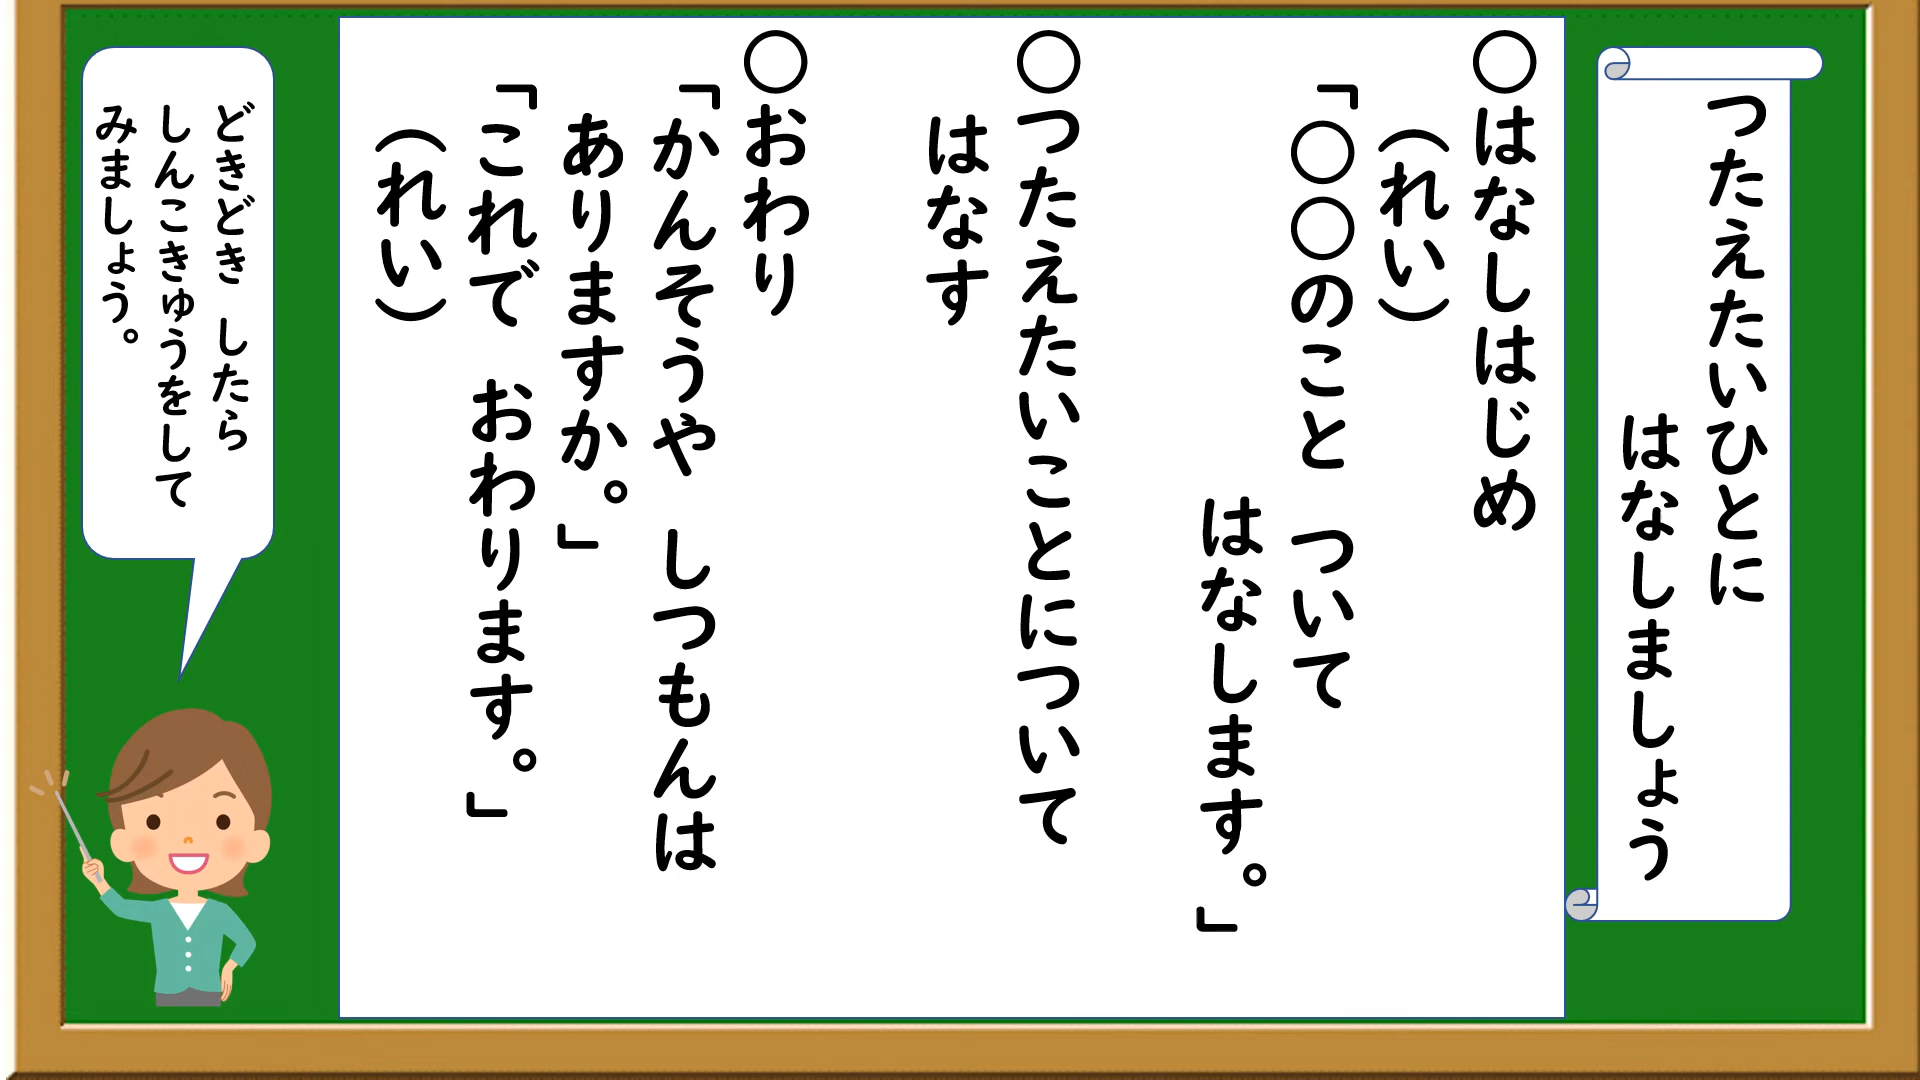 つたえたいひとに
はなしましょう
○はなしはじめ
（れい）
「○○のこと ついて
はなします。」
○つたえたいことについて
はなす
○おわり
「かんそうや しつもんは
ありますか。」
「これで おわります。」
（れい）
どきどき したら
しんこきゅうをして
みましょう。